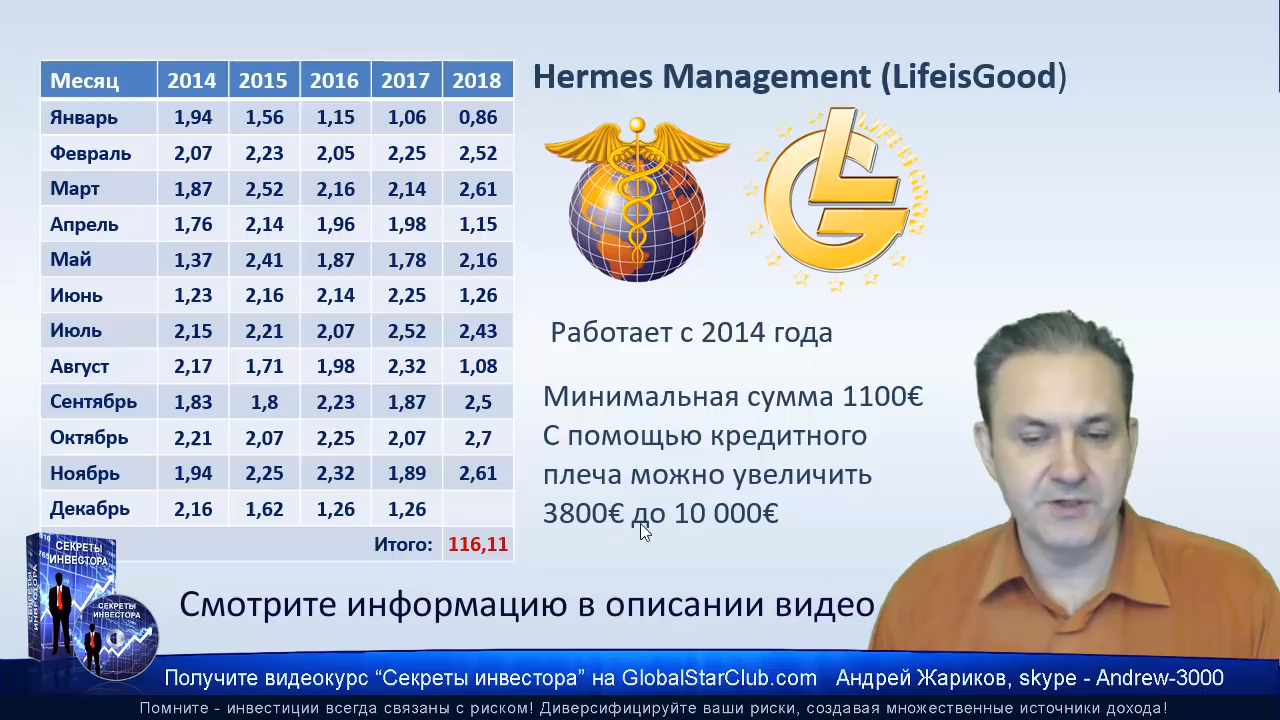 Месяц 2014 2015 2016 2017 2018
Январь 1,94 1,56 1,15 1,06 0,86
Февраль 2,07 2,23 2,05 2,25 2,52
Март 1,87 2,52 2,16 2,14 2,61
Апрель 1,76 2,14 1,96 1,98 1,15
Май 1,37 2,41 1,87 1,78 2,16
Июнь 1,23 2,16 2,14 2,25 1,26
Июль 2,15 2,21 2,07 2,52 2,43
Август 2,17 1,71 1,98 2,32 1,08
Сентябрь 1,83 1,8 2,23 1,87 2,5
Октябрь 2,21 2,07 2,25 2,07 2,7
Ноябрь 1,94 2,25 2,32 1,89 2,61
Декабрь 2,16 1,62 1,26 1,26
Итого: 116,11
Hermes Management (LifeisGood)
LIFE IS GOOD
Работает с 2014 года
Минимальная сумма 1100€
С помощью кредитного
плеча можно увеличить
3800€ до 10 000€
СЕКРЕТЫ
ИНВЕСТОРА
СЕКРЕТЫ
ИНВЕСТОРА
Смотрите информацию в описании видео
Получите видеокурс “Секреты инвестора” на GlobalStarClub.com Андрей Жариков, skype - Andrew-3000
Помните - инвестиции всегда связаны с риском! Диверсифицируйте ваши риски, создавая множественные источники дохода!